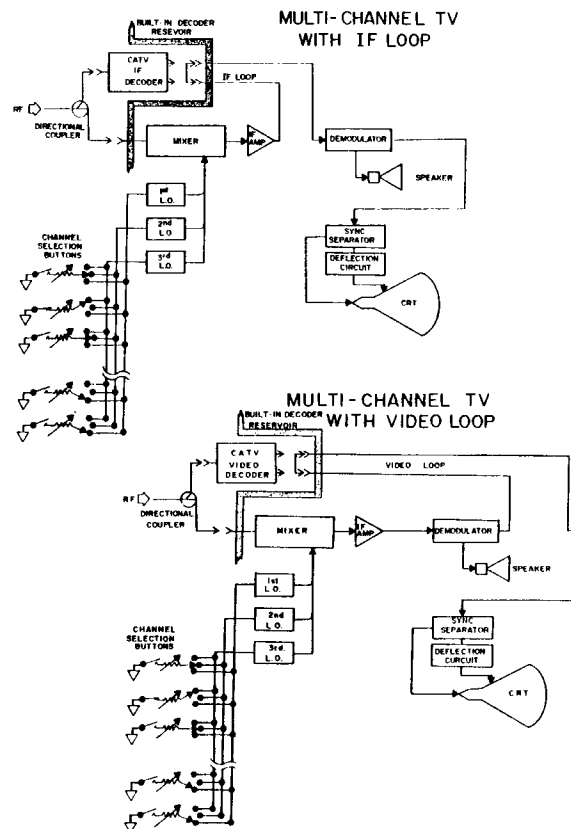 MULTI-CHANNEL TV
WITH IF LOOP
BUILT-IN DECODER
RESERVOIR
CATV
IF
DECODER
IF LOOP
RF
DIRECTIONAL
COUPLER
MIXER
IF
AMP
DEMODULATOR
SPEAKER
1st
L.O.
2nd
L.O
3rd
L.O.
SYNC
SEPARATOR
DEFLECTION
CIRCUIT
CRT
CHANNEL
SELECTION
BUTTONS
MULTI-CHANNEL TV
WITH VIDEO LOOP
BUILT-IN DECODER
RESERVOIR
CATV
VIDEO
DECODER
VIDEO LOOP
RF
DIRECTIONAL
COUPLER
MIXER
IF
AMP
DEMODULATOR
SPEAKER
1st
L.O.
2nd
L.O.
3rd.
L.O.
SYNC
SEPARATOR
DEFLECTION
CIRCUIT
CRT
CHANNEL
SELECTION
BUTTONS